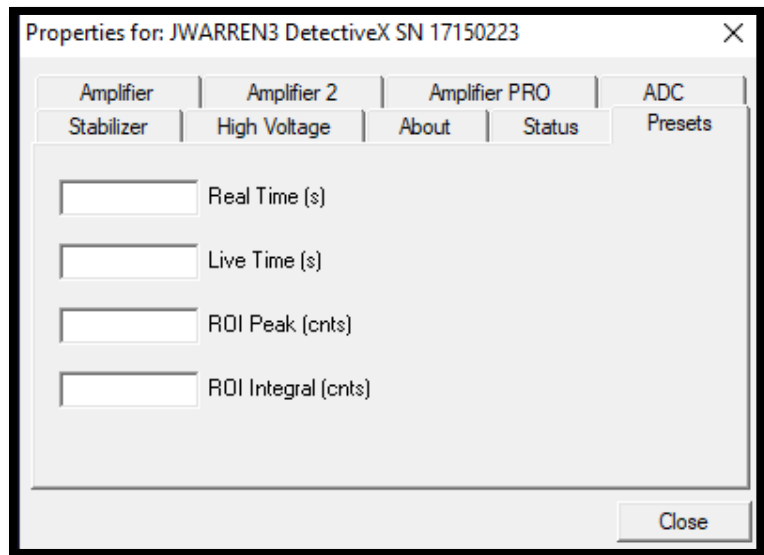 Properties for: JWARREN3 DetectiveX SN 17150223
Amplifier Amplifier 2 Amplifier PRO ADC
Stabilizer High Voltage About Status Presets
Real Time (s)
Live Time (s)
ROI Peak (cnts)
ROI Integral (cnts)
Close